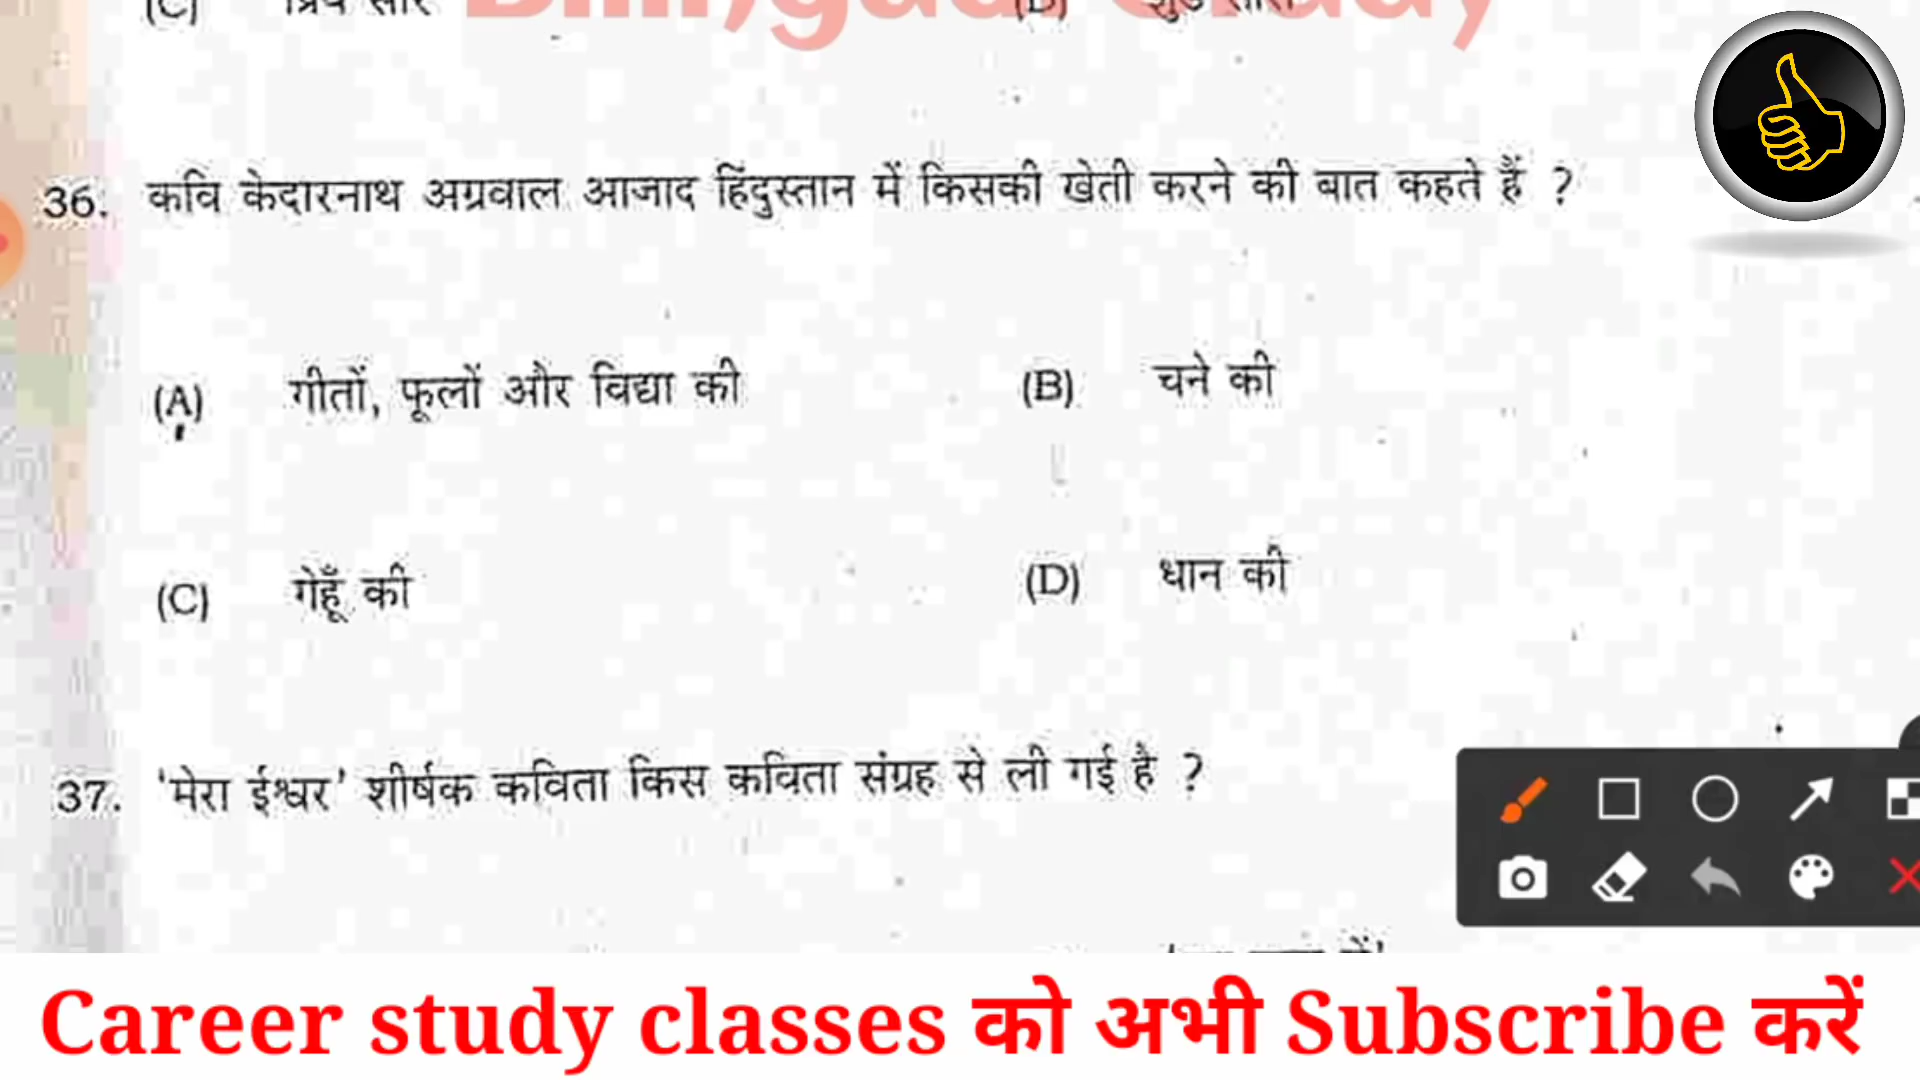 (C)
36. कवि केदारनाथ अग्रवाल आजाद हिंदुस्तान में किसकी खेती करने की बात कहते हैं ?
(A) गीतों, फूलों और विद्या की (B) चने की
(C) गेहूँ की (D) धान की
37. 'मेरा ईश्वर' शीर्षक कविता किस कविता संग्रह से ली गई है ?
Career study classes को अभी Subscribe करें